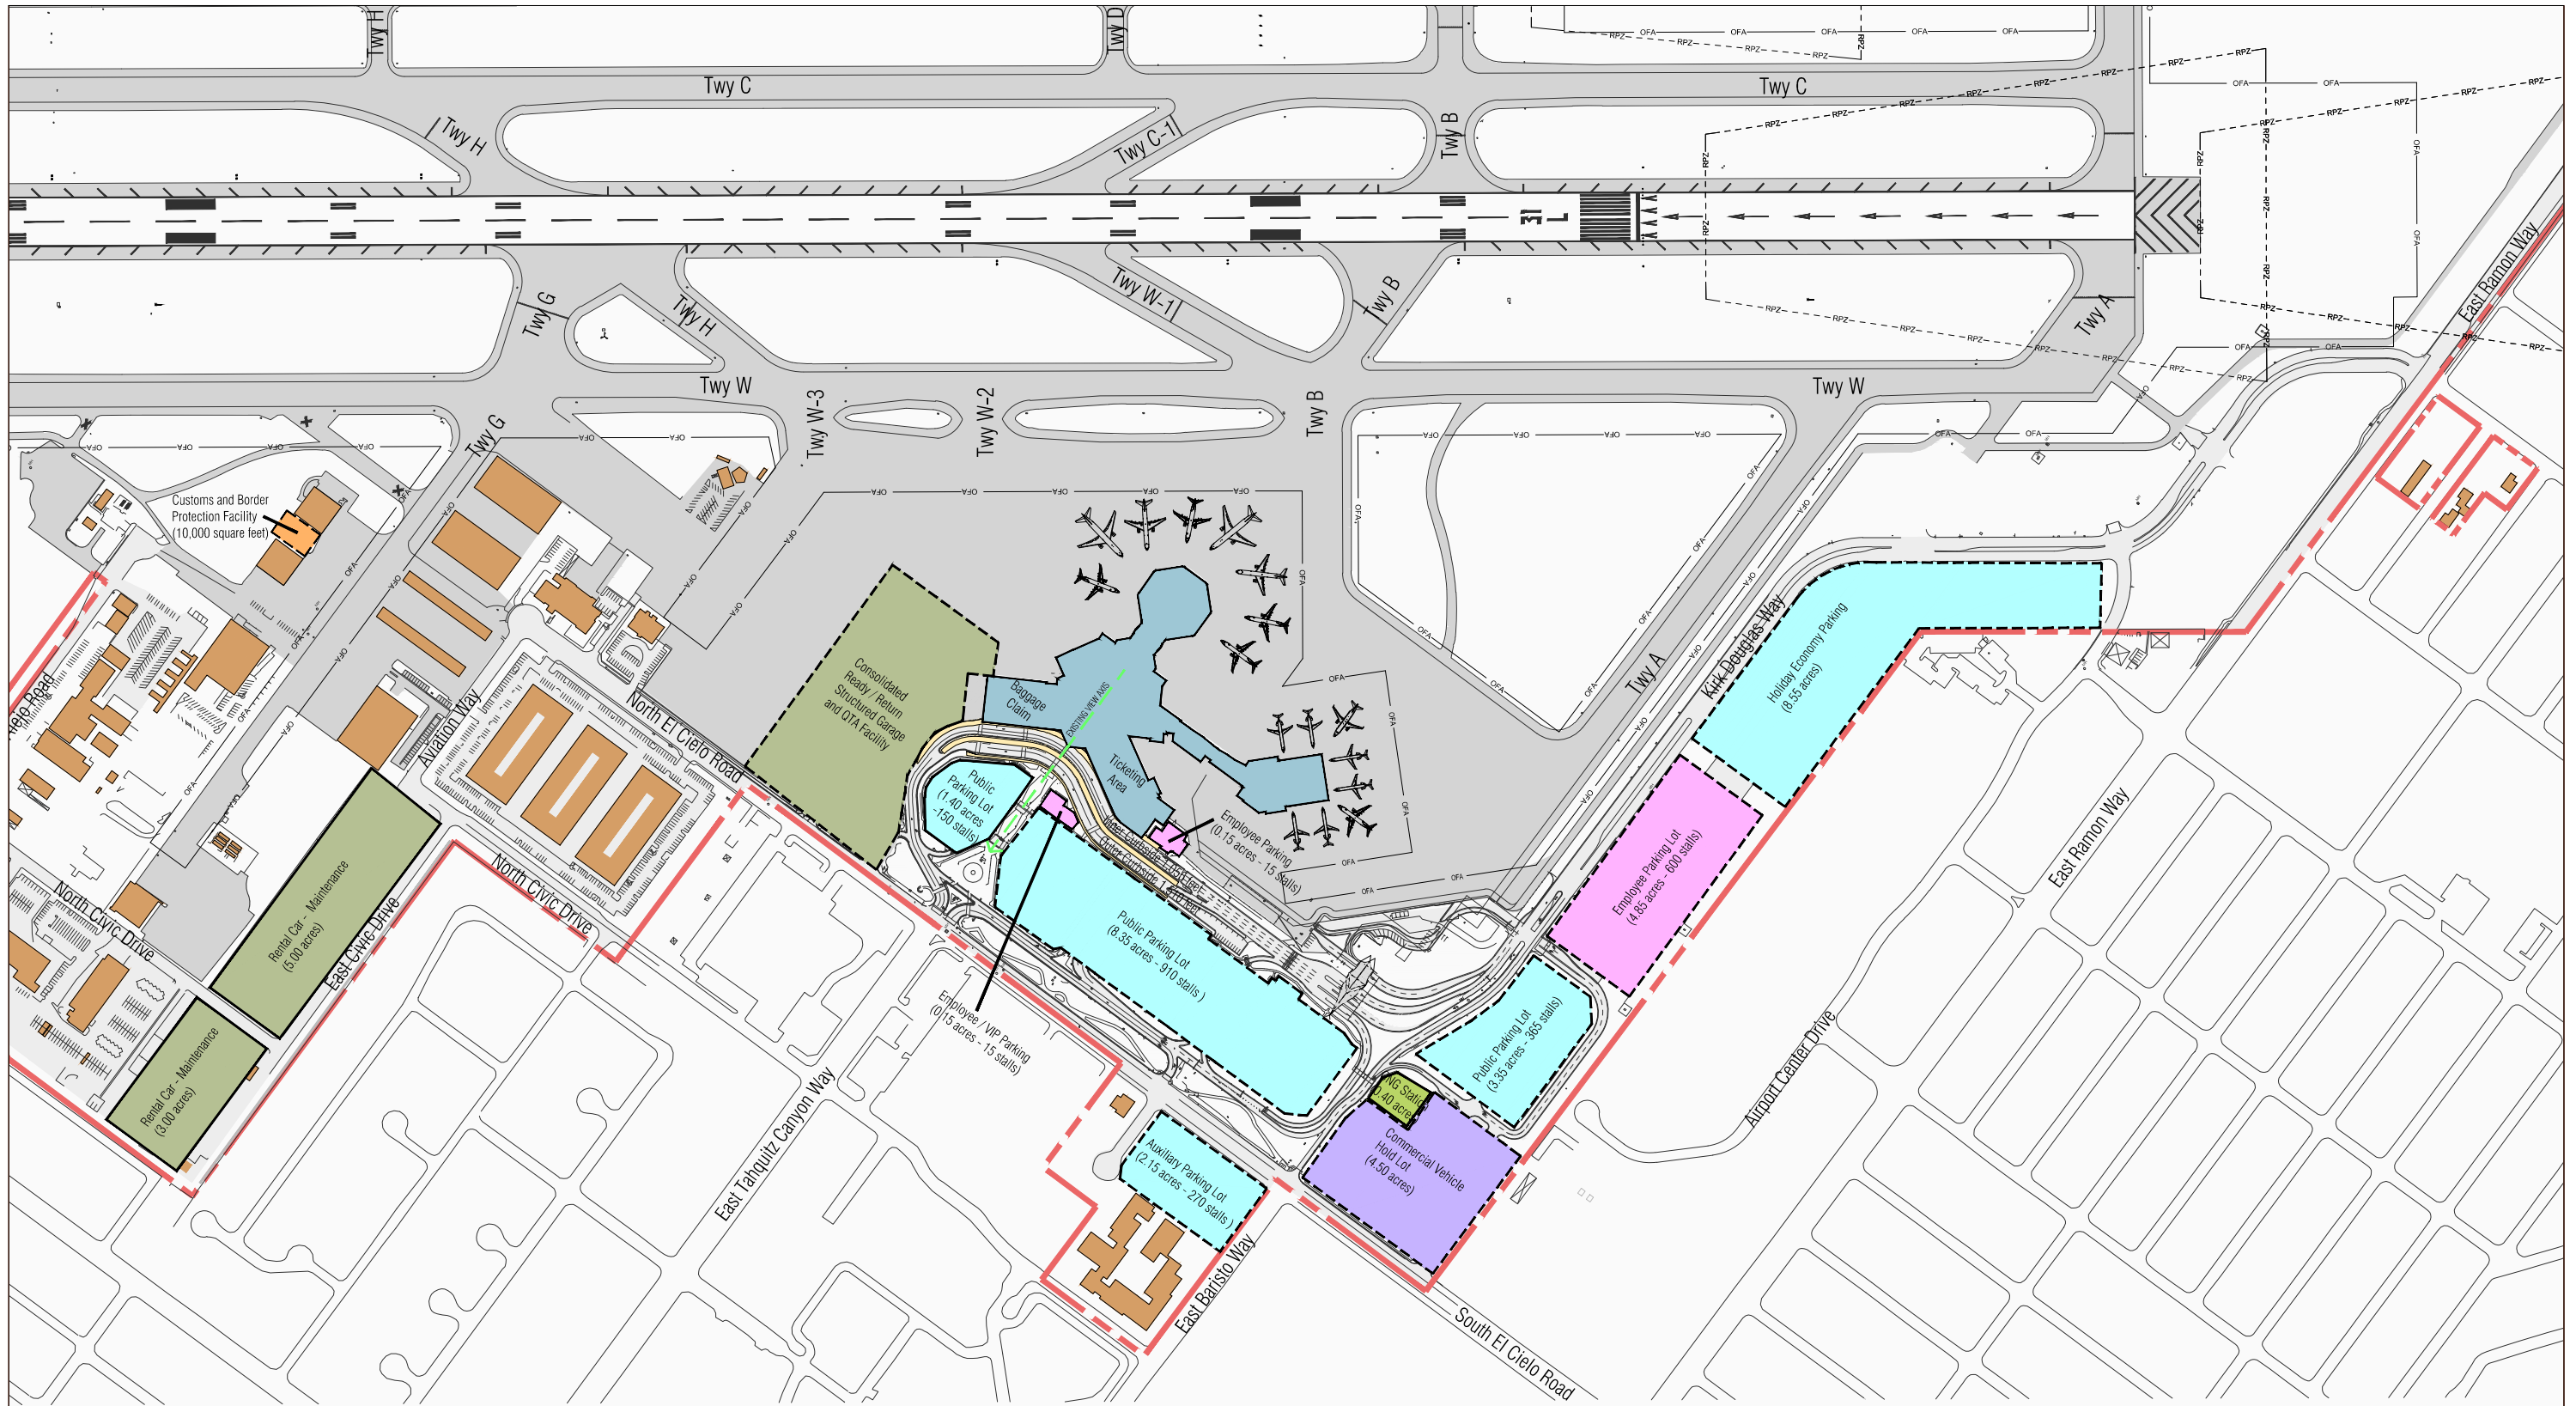 Twy H
Twy D
Twy C
Twy C
Twy H
Twy C-1
Twy B
31
L
Twy G
Twy H
Twy W-1
Twy B
Twy A
East Ramon Way
Twy W
Twy W
Twy W-3
Twy W-2
Twy B
Twy G
OFA
RPZ
Customs and Border
Protection Facility
(10,000 square feet)
Consolidated
Ready / Return
Structured Garage
and OTA Facility
Baggage
Claim
EXISTING VIEW AXIS
Ticketing
Area
Twy A
Kirk Douglas Way
Holiday Economy Parking
(8.55 acres)
North El Cielo Road
Aviation Way
Public
Parking Lot
(1.40 acres
-150 stalls)
Employee Parking
(0.15 acres - 15 stalls)
Employee Parking Lot
(4.85 acres - 600 stalls)
East Ramon Way
North Civic Drive
North Civic Drive
East Civic Drive
Rental Car - Maintenance
(5.00 acres)
Rental Car - Maintenance
(3.00 acres)
Public Parking Lot
(8.35 acres - 910 stalls )
Employee / VIP Parking
(0.15 acres - 15 stalls)
Public Parking Lot
(3.35 acres - 365 stalls)
Airport Center Drive
East Tahquitz Canyon Way
Commercial Vehicle
Hold Lot
(4.50 acres)
Auxiliary Parking Lot
(2.15 acres - 270 stalls )
East Baristo Way
South El Cielo Road